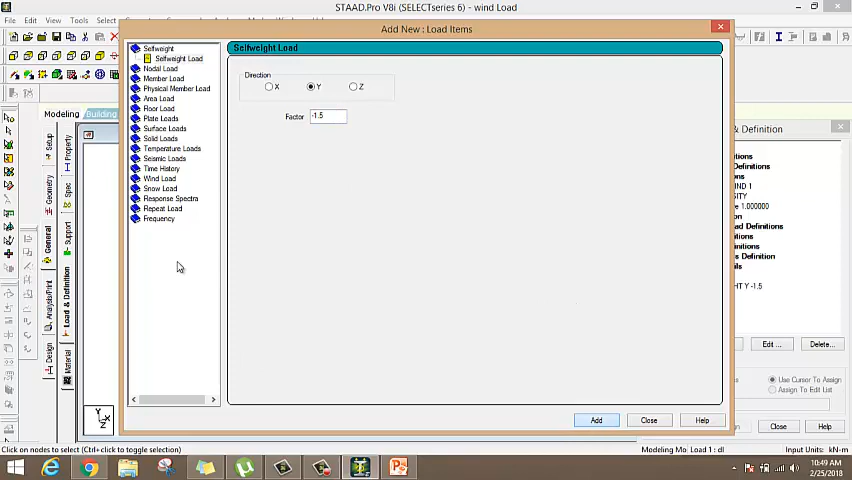 STAAD.Pro V8i (SELECTseries 6) - wind Load
Edit View Tools Select
Add New : Load Items
Selfweight
Selfweight Load
Nodal Load
Member Load
Physical Member Load
Area Load
Floor Load
Plate Loads
Surface Loads
Solid Loads
Temperature Loads
Seismic Loads
Time History
Wind Load
Snow Load
Response Spectra
Repeat Load
Frequency
Selfweight Load
Direction
X Y Z
Factor -1.5
Add Close Help
Modeling Building
Setup
Geometry
General
Analysis/Print
Design
Property
Spec
Support
Load & Definition
Material
& Definition
Edit ... Delete...
Use Cursor To Assign
Assign To Edit List
Close Help
Y X Z
Click on nodes to select (Ctrl+click to toggle selection)
Modeling Mo Load 1 : dl Input Units: kN-m
10:49 AM
2/25/2018